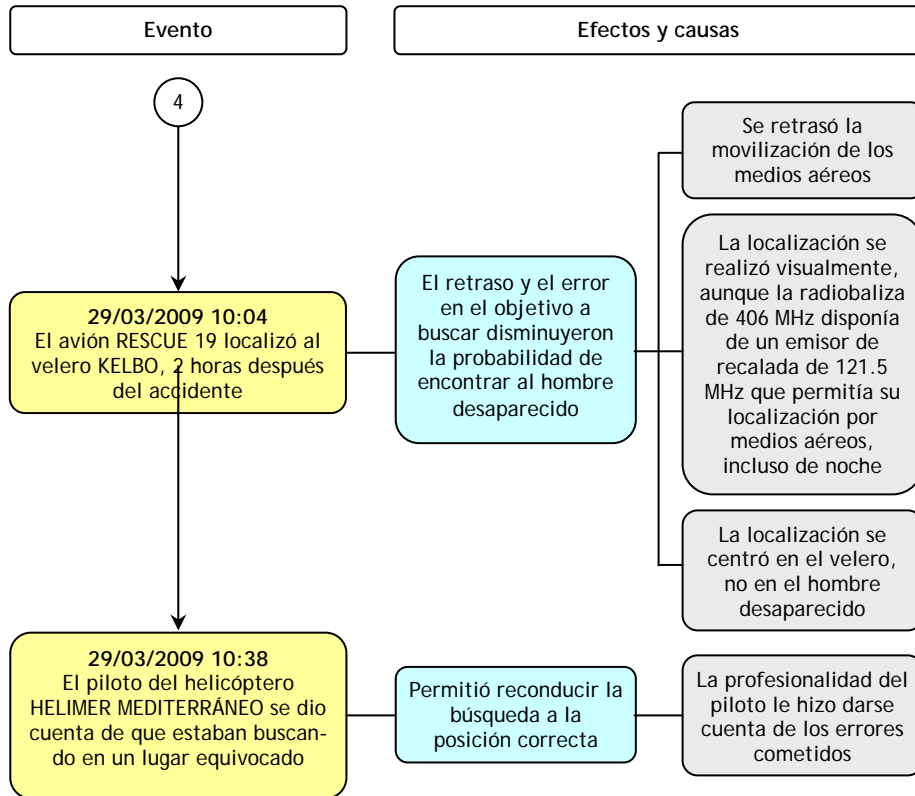 Evento
Efectos y causas
4
29/03/2009 10:04
El avión RESCUE 19 localizó al
velero KELBO, 2 horas después
del accidente
El retraso y el error
en el objetivo a
buscar disminuyeron
la probabilidad de
encontrar al hombre
desaparecido
Se retrasó la
movilización de los
medios aéreos
La localización se
realizó visualmente,
aunque la radiobaliza
de 406 MHz disponía
de un emisor de
recalada de 121.5
MHz que permitía su
localización por
medios aéreos,
incluso de noche
La localización se
centró en el velero,
no en el hombre
desaparecido
29/03/2009 10:38
El piloto del helicóptero
HELIMER MEDITERRÁNEO se dio
cuenta de que estaban buscan-
do en un lugar equivocado
Permitió reconducir la
búsqueda a la
posición correcta
La profesionalidad del
piloto le hizo darse
cuenta de los errores
cometidos